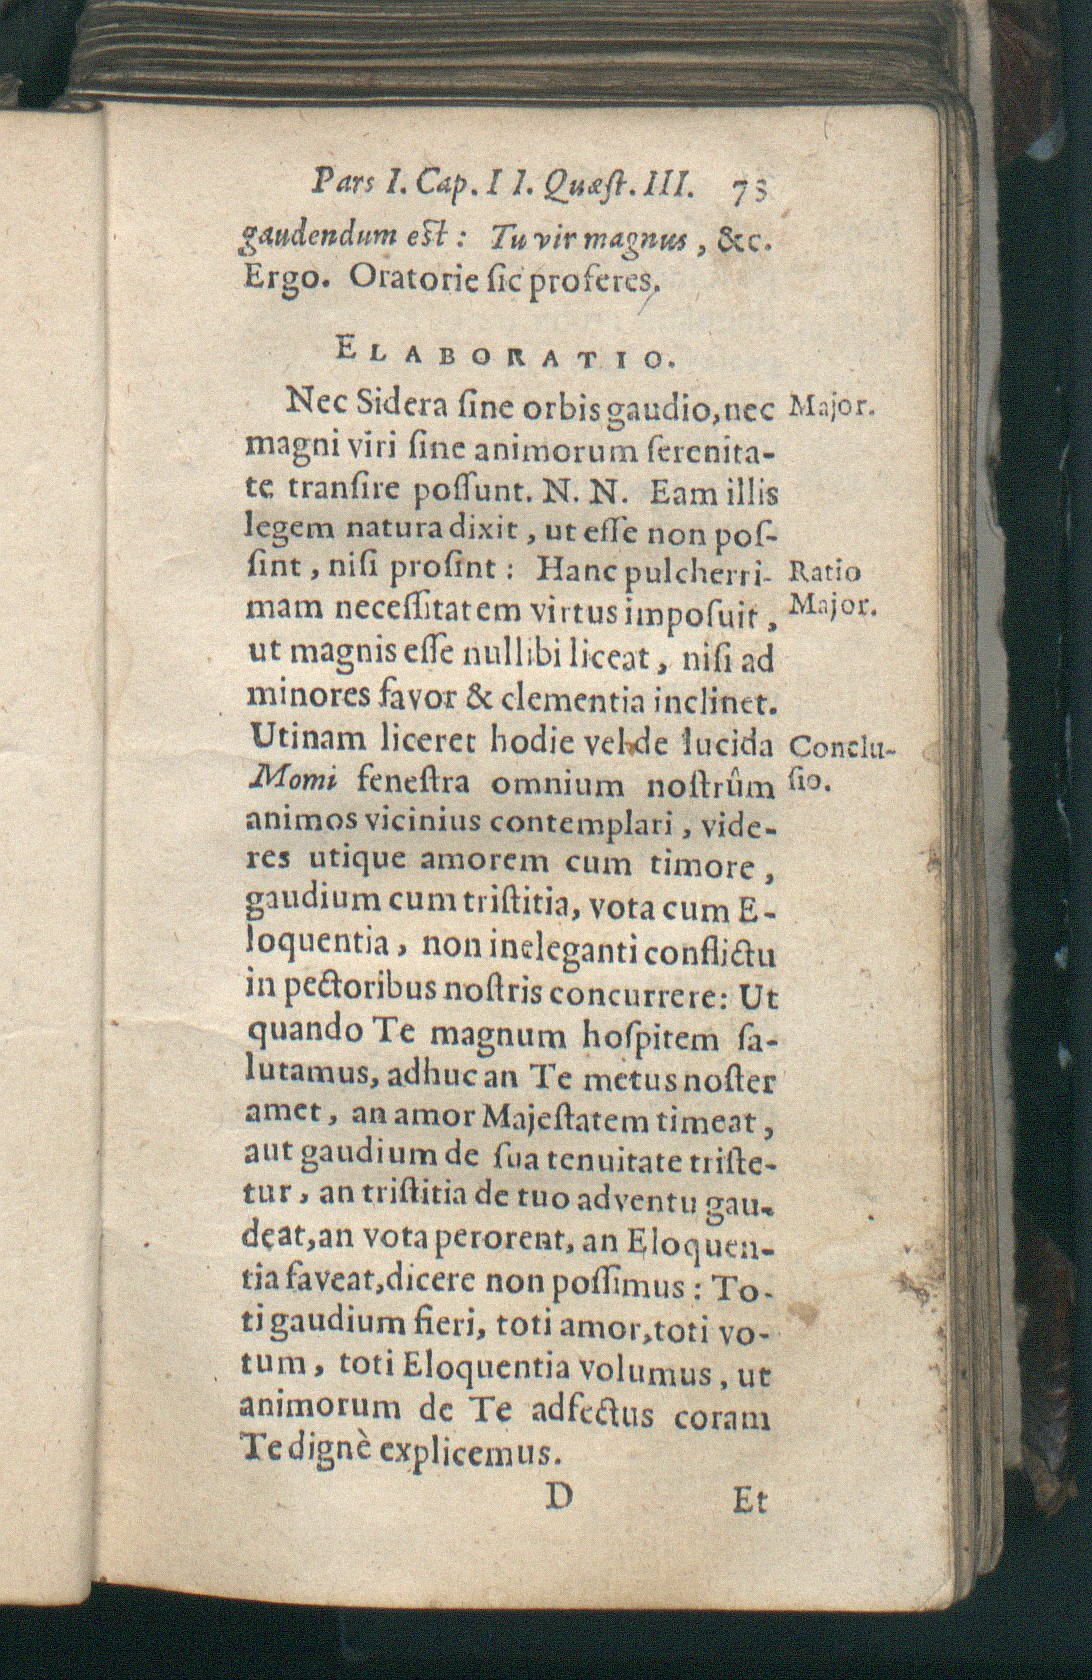 Pars I. Cap. II. Quæſt. III. 73
gaudendum est: Tu vir magnus, &c.
Ergo. Oratorie ſic proferes.
ELABORATIO.
Nec Sidera ſine orbis gaudio, nec Major.
magni viri ſine animorum ſerenita-
te tranſire poſſunt. N. N. Eam illis
legem natura dixit, ut eſſe non poſ-
ſint, niſi proſint: Hanc pulcherri- Ratio
mam neceſſitatem virtus impoſuit, Major.
ut magnis eſſe nullibi liceat, niſi ad
minores favor & clementia inclinet.
Utinam liceret hodie vel de lucida Conclu-
Momi feneſtra omnium noſtrûm ſio.
animos vicinius contemplari, vide-
res utique amorem cum timore,
gaudium cum triſtitia, vota cum E-
loquentia, non ineleganti conflictu
in pectoribus noſtris concurrere: Ut
quando Te magnum hoſpitem ſa-
lutamus, adhuc an Te metus noſter
amet, an amor Majeſtatem timeat,
aut gaudium de ſua tenuitate triſte-
tur, an triſtitia de tuo adventu gau-
deat, an vota perorent, an Eloquen-
tia faveat, dicere non poſſimus: To-
ti gaudium fieri, toti amor, toti vo-
tum, toti Eloquentia volumus, ut
animorum de Te adfectus coram
Te dignè explicemus.
D Et